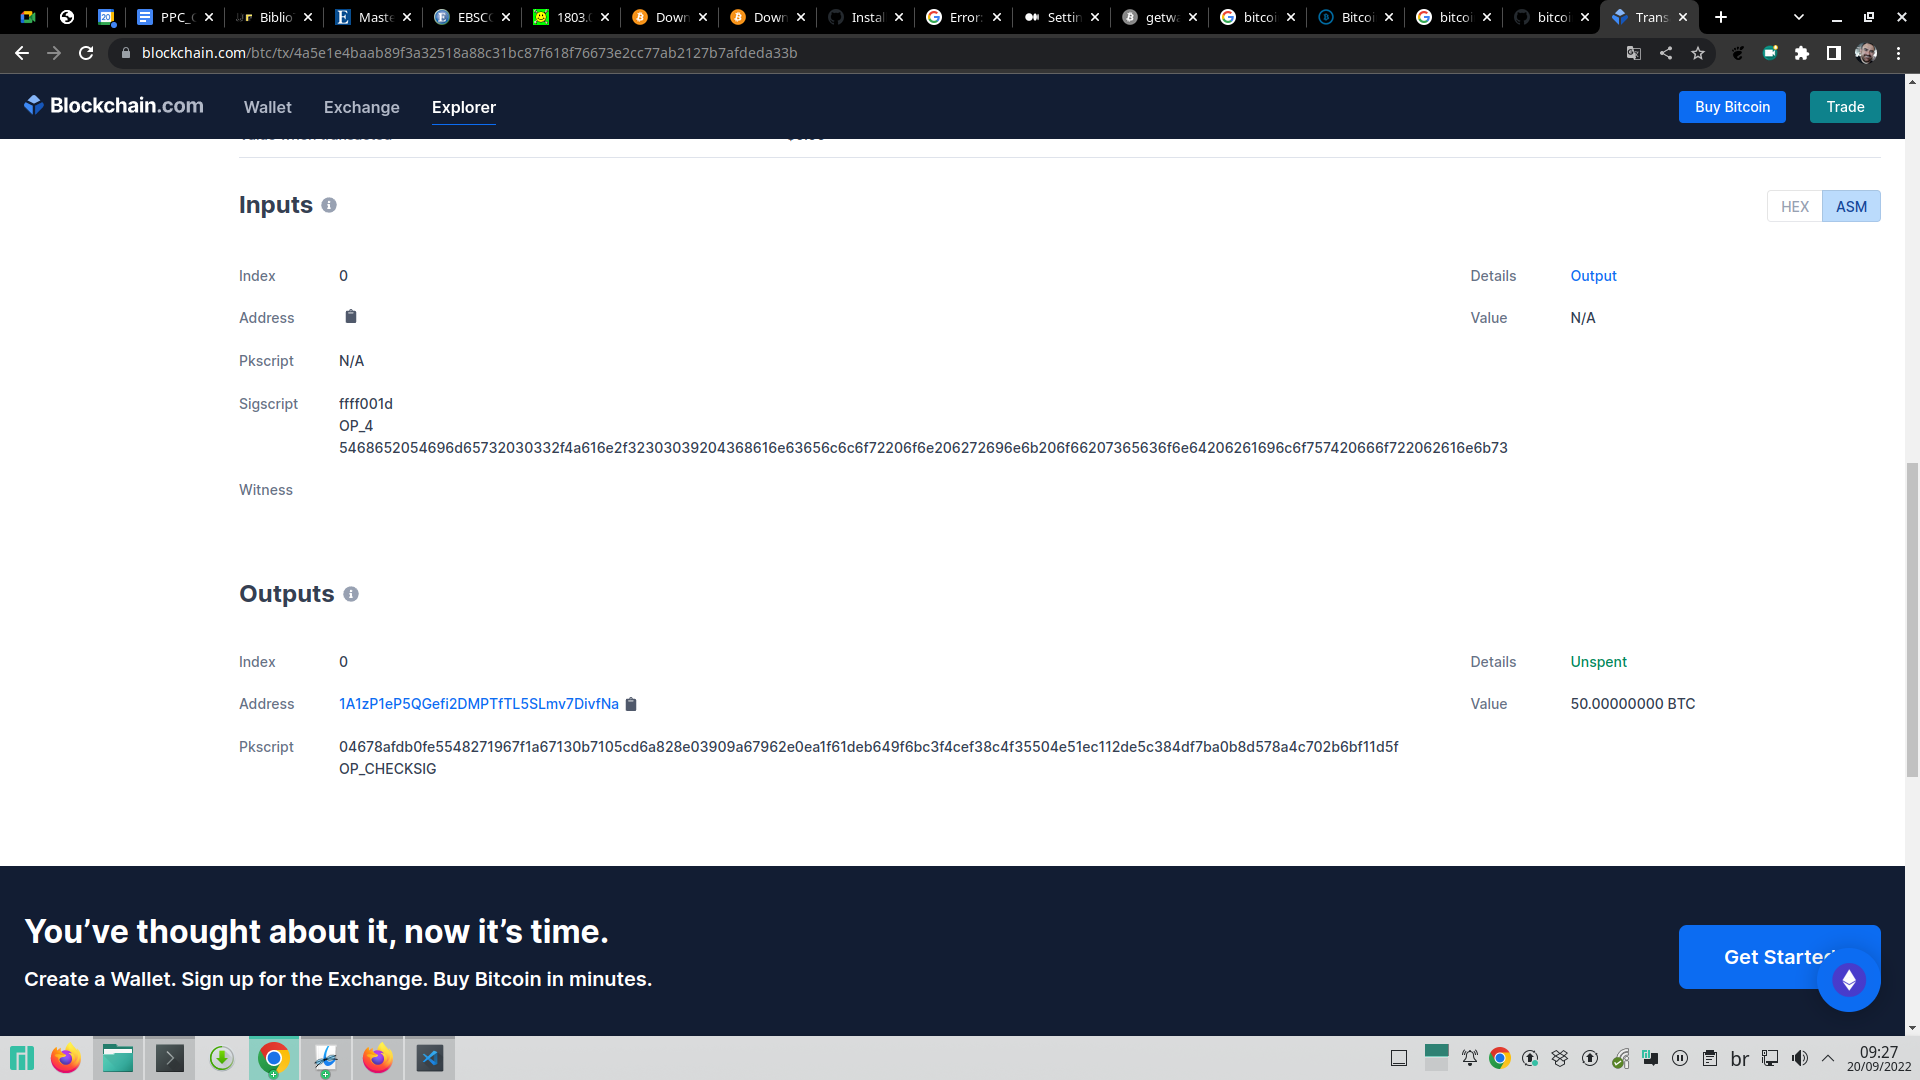 PPC_
Biblio
Maste
EBSC
1803.
Down
Down
Instal
Error:
Settin
getwa
bitcoi
Bitcoi
bitcoi
bitcoi
Trans
blockchain.com/btc/tx/4a5e1e4baab89f3a32518a88c31bc87f618f76673e2cc77ab2127b7afdeda33b
Blockchain.com Wallet Exchange Explorer Buy Bitcoin Trade
Inputs HEX ASM
Index 0 Details Output
Address Value N/A
Pkscript N/A
Sigscript ffff001d
OP_4
5468652054696d65732030332f4a616e2f32303039204368616e63656c6c6f72206f6e206272696e6b206f66207365636f6e64206261696c6f757420666f722062616e6b73
Witness
Outputs
Index 0 Details Unspent
Address 1A1zP1eP5QGefi2DMPTfTL5SLmv7DivfNa Value 50.00000000 BTC
Pkscript 04678afdb0fe5548271967f1a67130b7105cd6a828e03909a67962e0ea1f61deb649f6bc3f4cef38c4f35504e51ec112de5c384df7ba0b8d578a4c702b6bf11d5f
OP_CHECKSIG
You’ve thought about it, now it’s time.
Create a Wallet. Sign up for the Exchange. Buy Bitcoin in minutes.
Get Started
br
09:27
20/09/2022